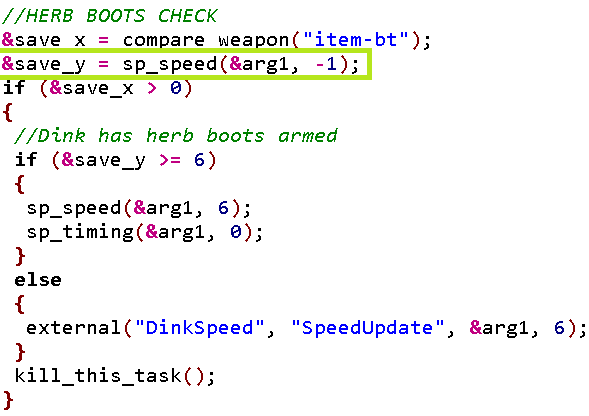 //HERB BOOTS CHECK
&save_x = compare_weapon("item-bt");
&save_y = sp_speed(&arg1, -1);
if (&save_x > 0)
{
//Dink has herb boots armed
if (&save_y >= 6)
{
sp_speed(&arg1, 6);
sp_timing(&arg1, 0);
}
else
{
external("DinkSpeed", "SpeedUpdate", &arg1, 6);
}
kill_this_task();
}